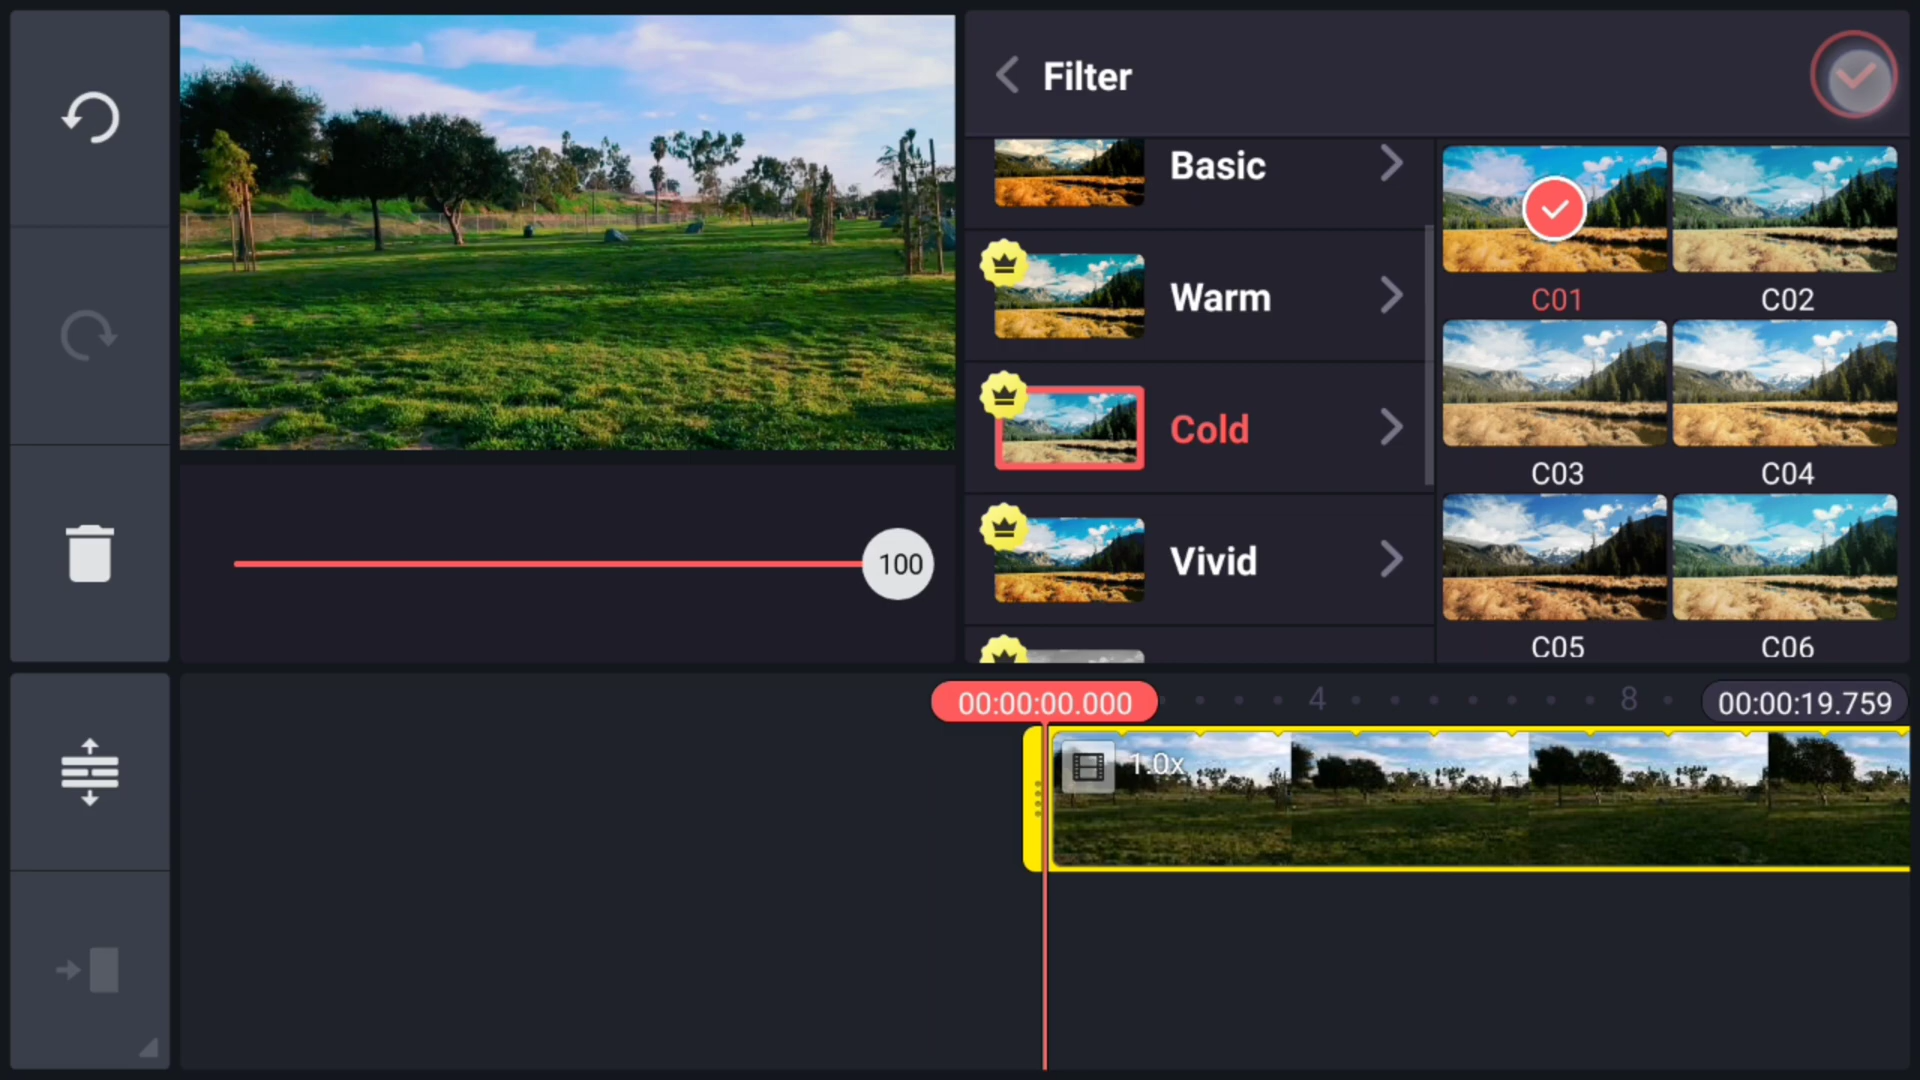 Filter
Basic
Warm
Cold
Vivid
C01
C02
C03
C04
C05
C06
100
00:00:00.000
4
8
00:00:19.759
1.0x